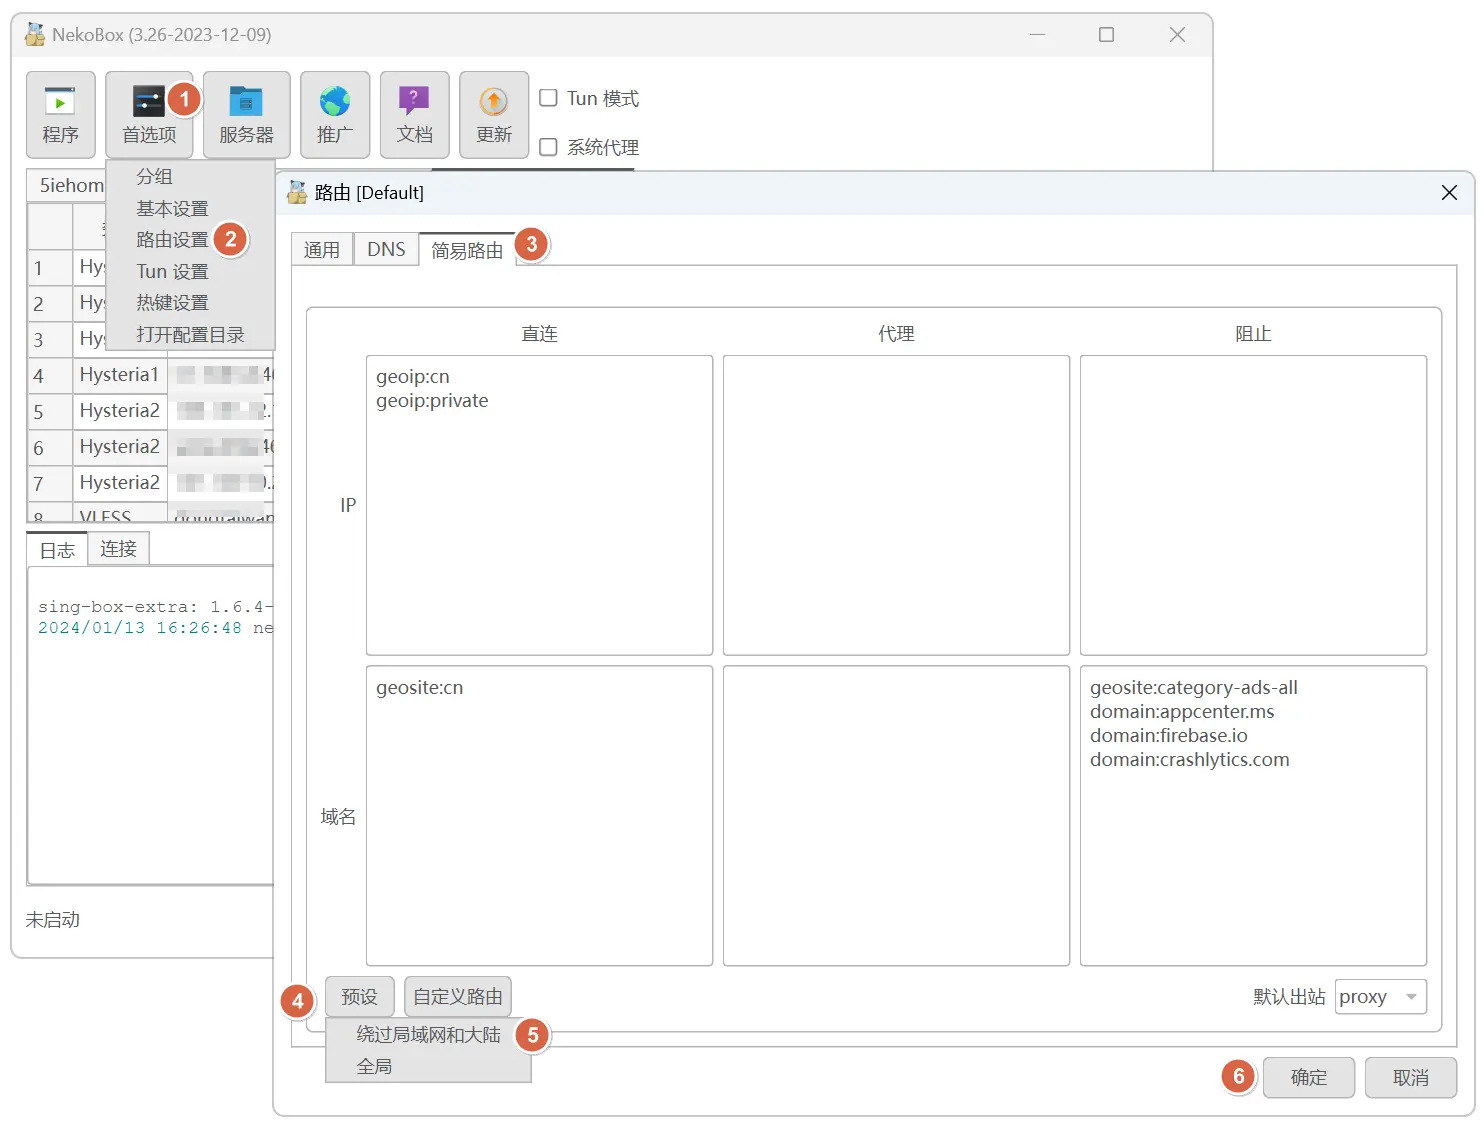 NekoBox (3.26-2023-12-09)
程序
首选项
1
服务器
推广
文档
更新
Tun 模式
系统代理
5iehom
分组
基本设置
路由设置
2
Tun 设置
热键设置
打开配置目录
1 Hy
2 Hy
3 Hy
4 Hysteria1
5 Hysteria2
6 Hysteria2
7 Hysteria2
8 VLESS
日志
连接
sing-box-extra: 1.6.4-
2024/01/13 16:26:48 ne
未启动
路由 [Default]
通用
DNS
简易路由
3
直连
代理
阻止
IP
geoip:cn
geoip:private
域名
geosite:cn
geosite:category-ads-all
domain:appcenter.ms
domain:firebase.io
domain:crashlytics.com
4
预设
自定义路由
默认出站
proxy
绕过局域网和大陆
5
全局
6
确定
取消